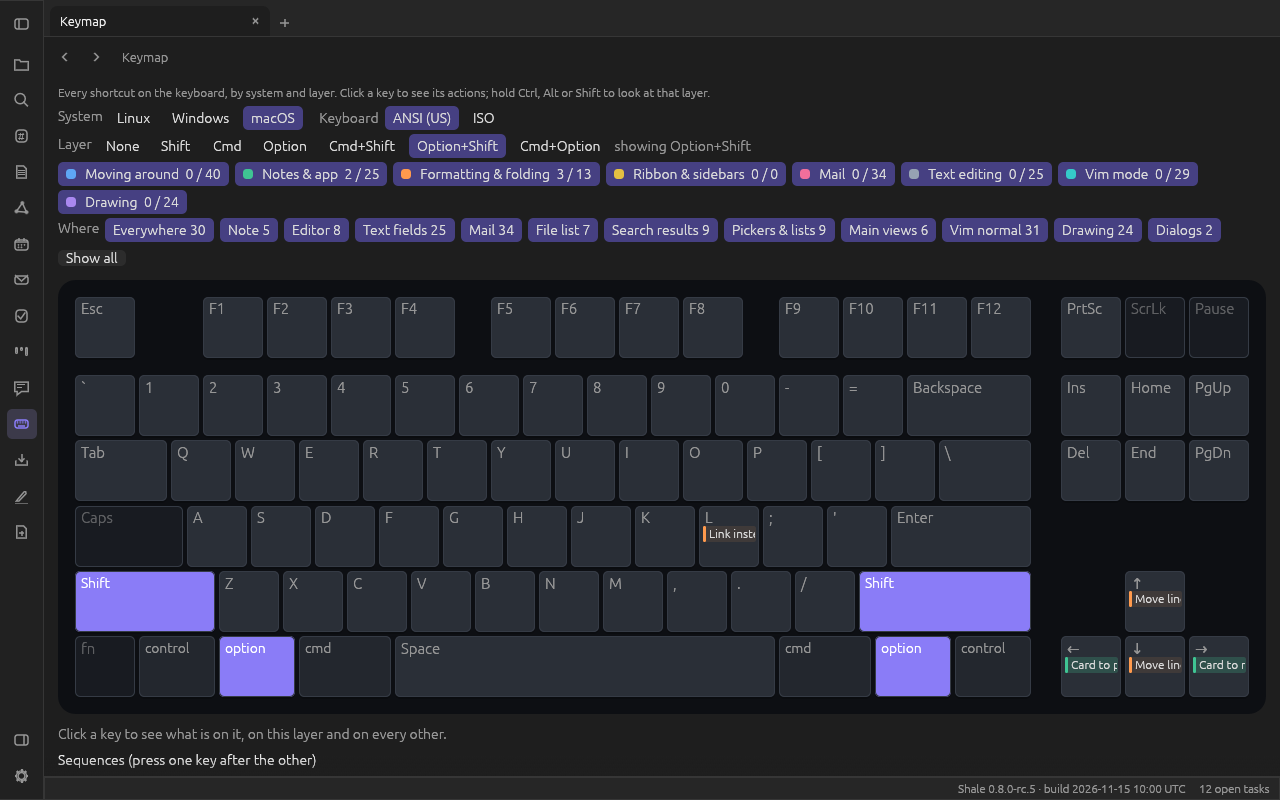 Keymap × +
Keymap
Every shortcut on the keyboard, by system and layer. Click a key to see its actions; hold Ctrl, Alt or Shift to look at that layer.
System Linux Windows macOS Keyboard ANSI (US) ISO
Layer None Shift Cmd Option Cmd+Shift Option+Shift Cmd+Option showing Option+Shift
Moving around 0 / 40 Notes & app 2 / 25 Formatting & folding 3 / 13 Ribbon & sidebars 0 / 0 Mail 0 / 34 Text editing 0 / 25 Vim mode 0 / 29
Drawing 0 / 24
Where Everywhere 30 Note 5 Editor 8 Text fields 25 Mail 34 File list 7 Search results 9 Pickers & lists 9 Main views 6 Vim normal 31 Drawing 24 Dialogs 2
Show all
Esc F1 F2 F3 F4 F5 F6 F7 F8 F9 F10 F11 F12 PrtSc ScrLk Pause
` 1 2 3 4 5 6 7 8 9 0 - = Backspace Ins Home PgUp
Tab Q W E R T Y U I O P [ ] \ Del End PgDn
Caps A S D F G H J K L ; ' Enter
Link inst
Shift Z X C V B N M , . / Shift ↑
Move lin
fn control option cmd Space cmd option control ← ↓ → 
Card to p Move lin Card to r
Click a key to see what is on it, on this layer and on every other.
Sequences (press one key after the other)
Shale 0.8.0-rc.5 · build 2026-11-15 10:00 UTC 12 open tasks